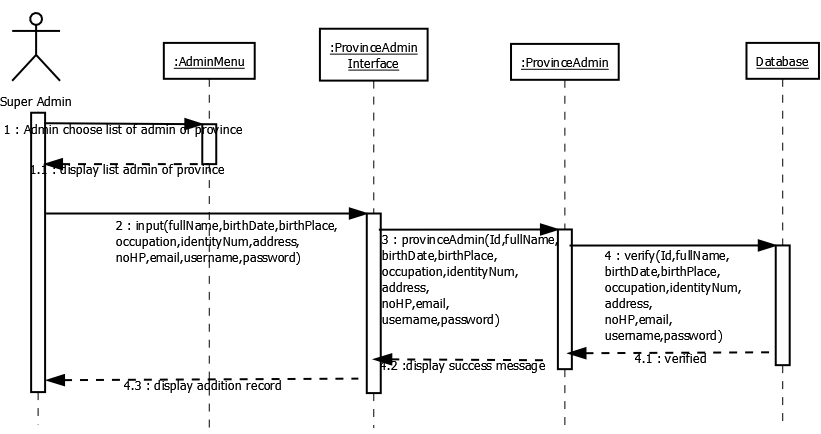 :AdminMenu
:ProvinceAdmin
Interface
:ProvinceAdmin
Database
Super Admin
1 : Admin choose list of admin of province
1.1 : display list admin of province
2 : input(fullName,birthDate,birthPlace,
occupation,identityNum,address,
noHP,email,username,password)
3 : provinceAdmin(Id,fullName,
birthDate,birthPlace,
occupation,identityNum,
address,
noHP,email,
username,password)
4 : verify(Id,fullName,
birthDate,birthPlace,
occupation,identityNum,
address,
noHP,email,
username,password)
4.1 : verified
4.2 :display success message
4.3 : display addition record